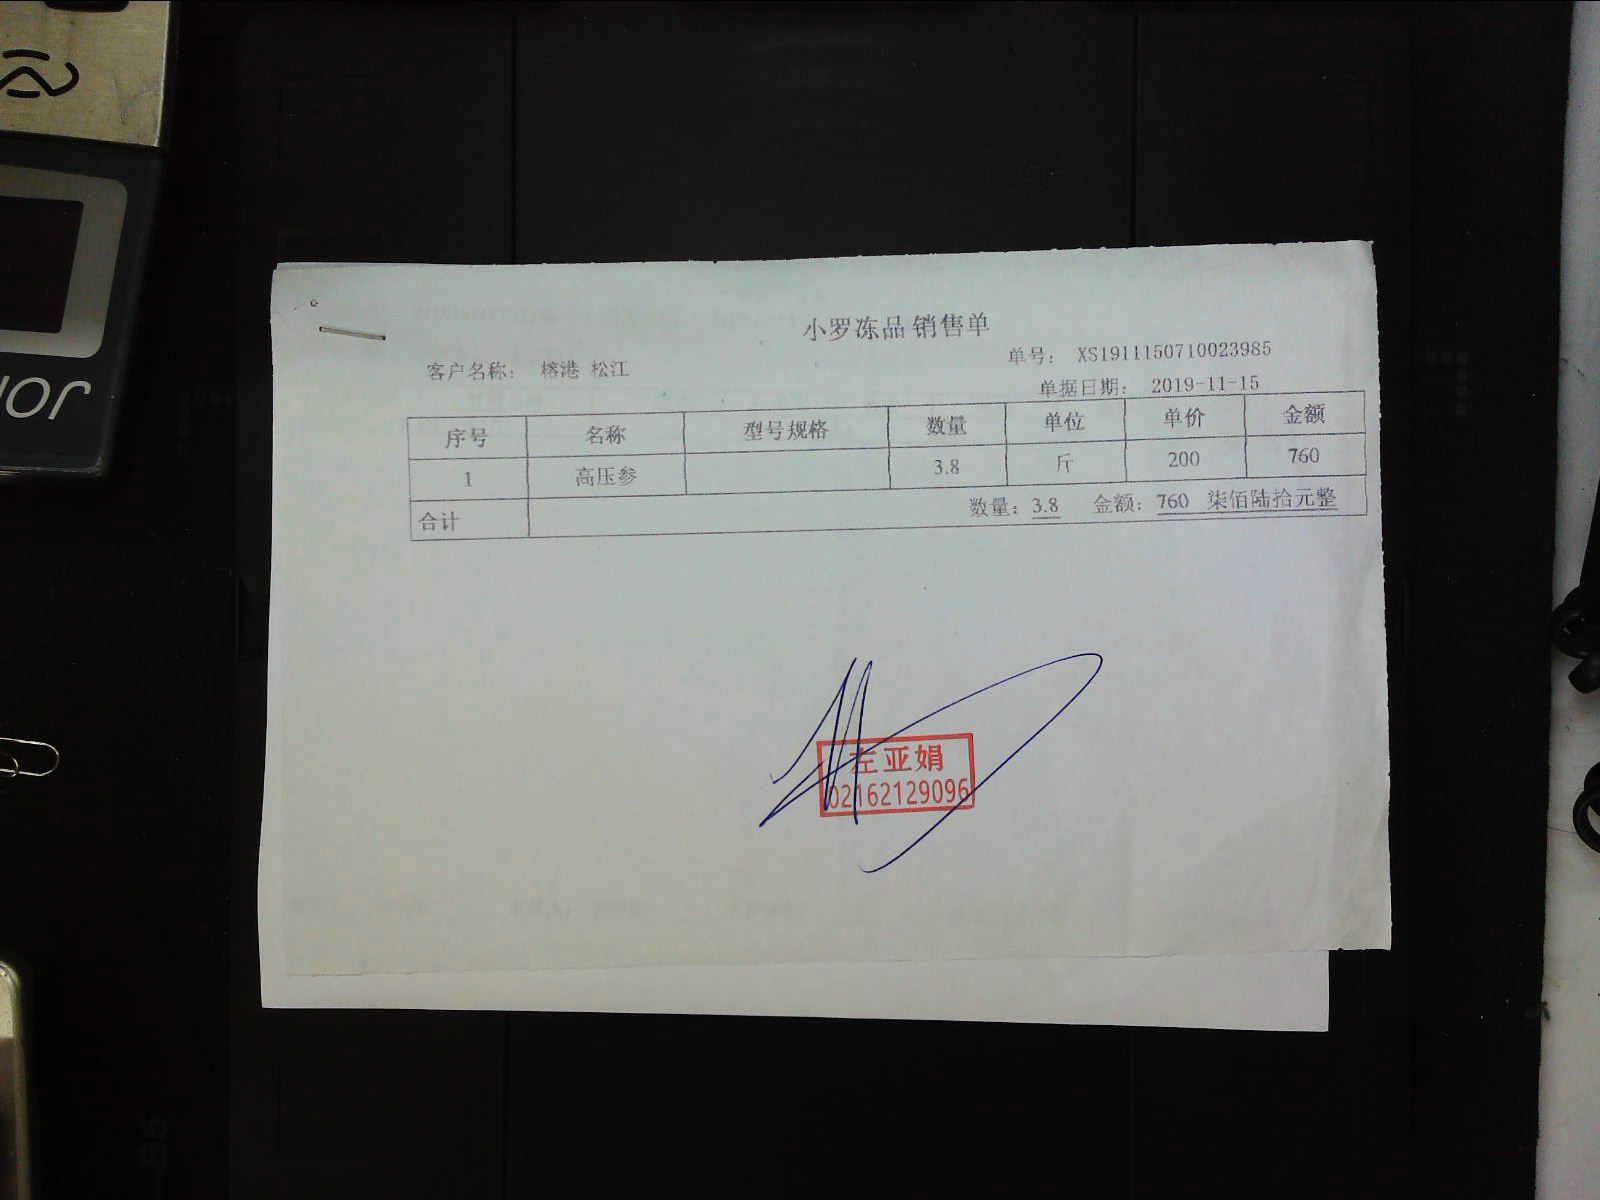 小罗冻品 销售单
单号： XS1911150710023985
客户名称： 榕港 松江
单据日期： 2019-11-15
序号 名称 型号规格 数量 单位 单价 金额
1 高压参 3.8 斤 200 760
合计 数量：3.8 金额：760 柒佰陆拾元整
左亚娟
02162129096